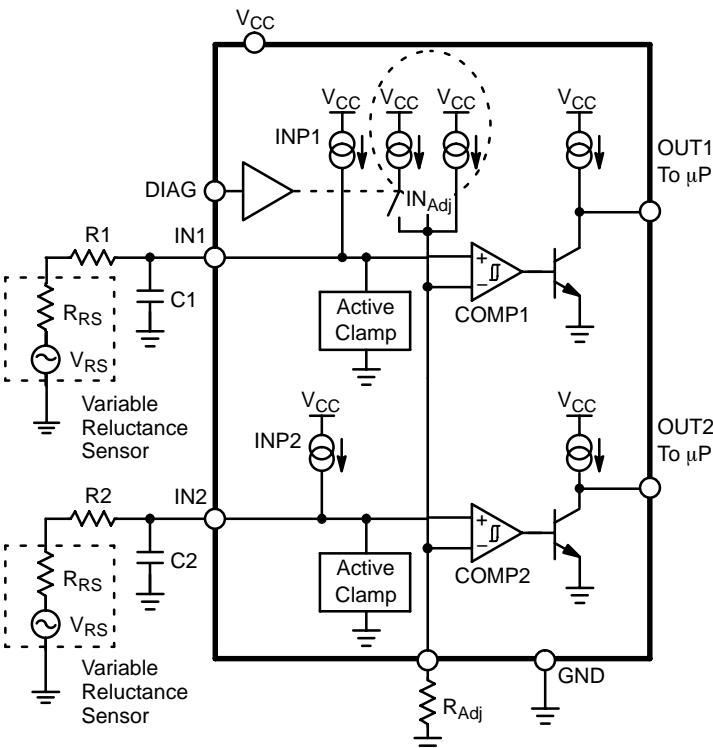 VCC
VCC
VCC
VCC
VCC
INP1
OUT1
To μP
DIAG
INAdj
R1
IN1
+
−
COMP1
C1
RRS
VRS
Active
Clamp
Variable
Reluctance
Sensor
VCC
VCC
INP2
OUT2
To μP
R2
IN2
+
−
COMP2
C2
RRS
VRS
Active
Clamp
Variable
Reluctance
Sensor
GND
RAdj